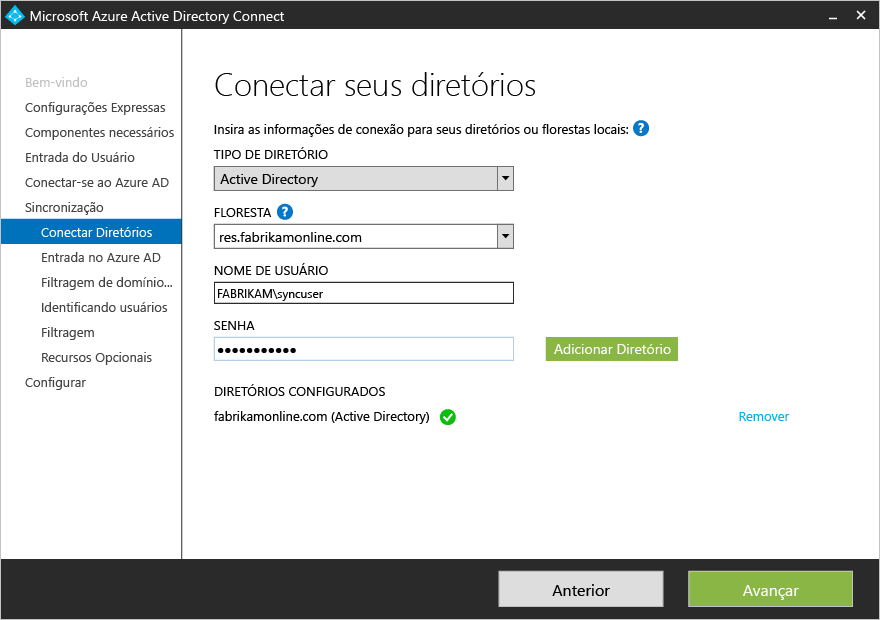 Microsoft Azure Active Directory Connect
Bem-vindo
Configurações Expressas
Componentes necessários
Entrada do Usuário
Conectar-se ao Azure AD
Sincronização
Conectar Diretórios
Entrada no Azure AD
Filtragem de domínio...
Identificando usuários
Filtragem
Recursos Opcionais
Configurar
Conectar seus diretórios
Insira as informações de conexão para seus diretórios ou florestas locais: ?
TIPO DE DIRETÓRIO
Active Directory
FLORESTA ?
res.fabrikamonline.com
NOME DE USUÁRIO
FABRIKAM\syncuser
SENHA
●●●●●●●●●●●
Adicionar Diretório
DIRETÓRIOS CONFIGURADOS
fabrikamonline.com (Active Directory)
Remover
Anterior
Avançar